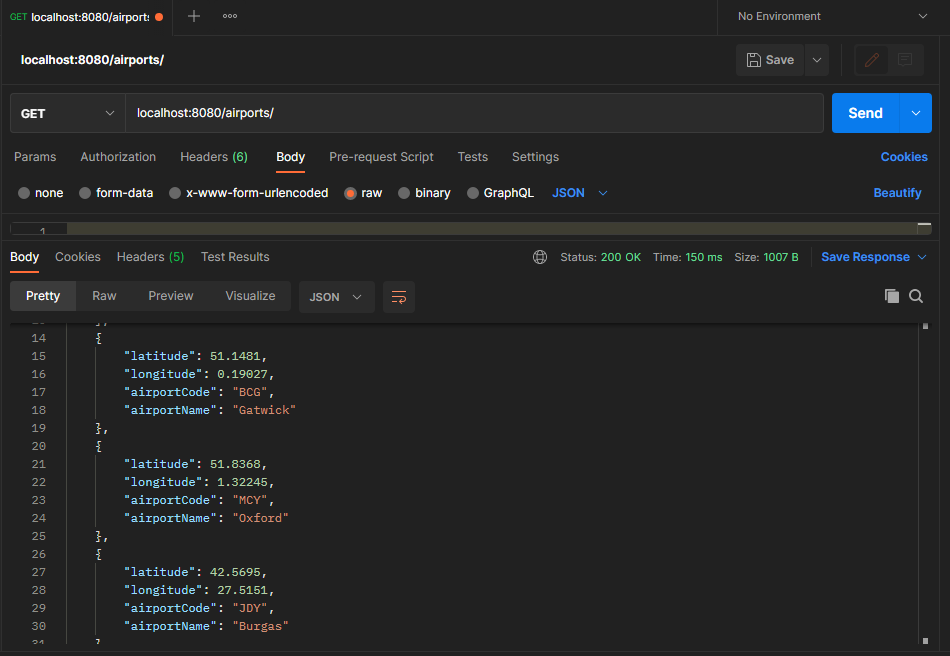 GET localhost:8080/airports
No Environment
localhost:8080/airports/
Save
GET localhost:8080/airports/ Send
Params Authorization Headers (6) Body Pre-request Script Tests Settings Cookies
none form-data x-www-form-urlencoded raw binary GraphQL JSON Beautify
1
Body Cookies Headers (5) Test Results Status: 200 OK Time: 150 ms Size: 1007 B Save Response
Pretty Raw Preview Visualize JSON
14 {
15 "latitude": 51.1481,
16 "longitude": 0.19027,
17 "airportCode": "BCG",
18 "airportName": "Gatwick"
19 },
20 {
21 "latitude": 51.8368,
22 "longitude": 1.32245,
23 "airportCode": "MCY",
24 "airportName": "Oxford"
25 },
26 {
27 "latitude": 42.5695,
28 "longitude": 27.5151,
29 "airportCode": "JDY",
30 "airportName": "Burgas"
31